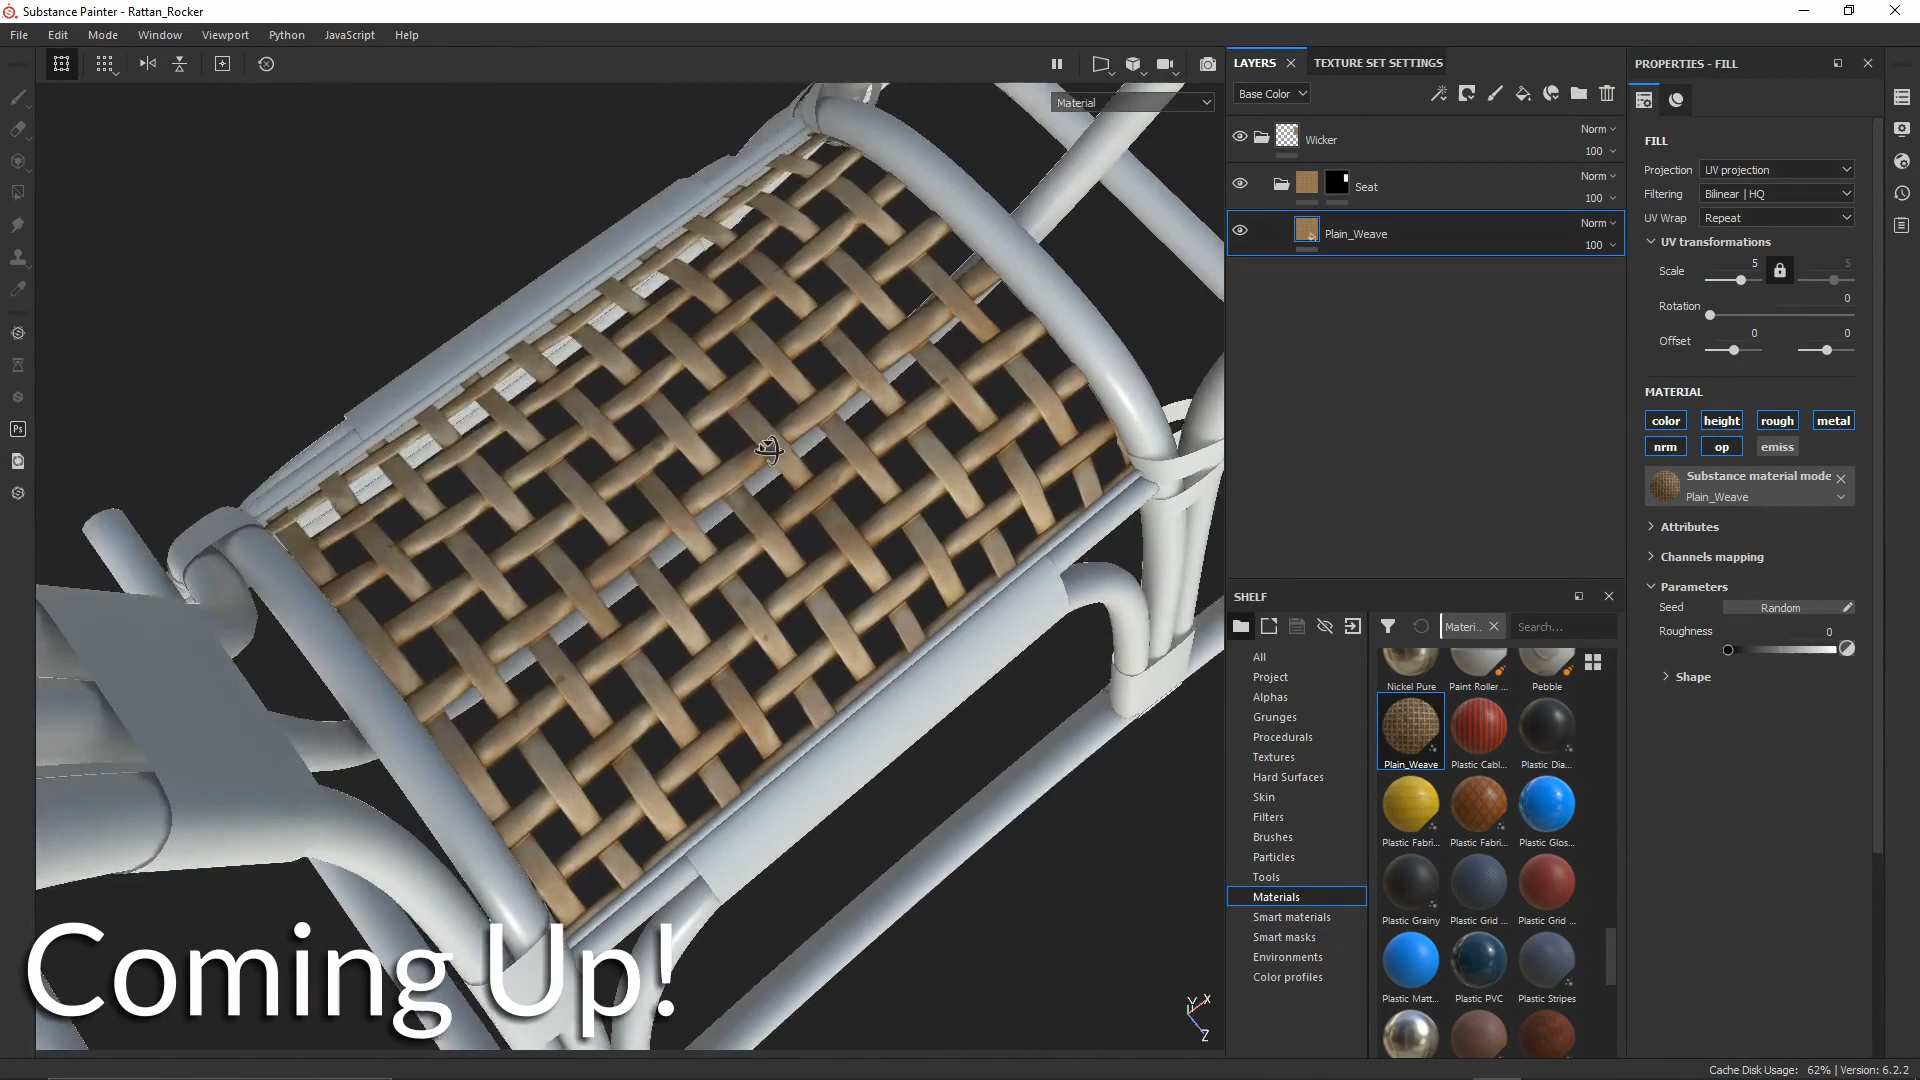 Substance Painter - Rattan_Rocker
File Edit Mode Window Viewport Python JavaScript Help
Material
LAYERS TEXTURE SET SETTINGS
Base Color
Wicker Norm 100
Seat Norm 100
Plain_Weave Norm 100
PROPERTIES - FILL
FILL
Projection UV projection
Filtering Bilinear | HQ
UV Wrap Repeat
UV transformations
Scale 5 5
Rotation 0
Offset 0 0
MATERIAL
color height rough metal
nrm op emiss
Substance material mode
Plain_Weave
Attributes
Channels mapping
Parameters
Seed Random
Roughness 0
Shape
SHELF
Materi.. Search...
All
Project
Alphas
Grunges
Procedurals
Textures
Hard Surfaces
Skin
Filters
Brushes
Particles
Tools
Materials
Smart materials
Smart masks
Environments
Color profiles
Nickel Pure Paint Roller ... Pebble
Plain_Weave Plastic Cabl... Plastic Dia...
Plastic Fabri... Plastic Fabri... Plastic Glos...
Plastic Grainy Plastic Grid ... Plastic Grid ...
Plastic Matt... Plastic PVC Plastic Stripes
Ps
Y X
Z
Coming Up!
Cache Disk Usage: 62% | Version: 6.2.2